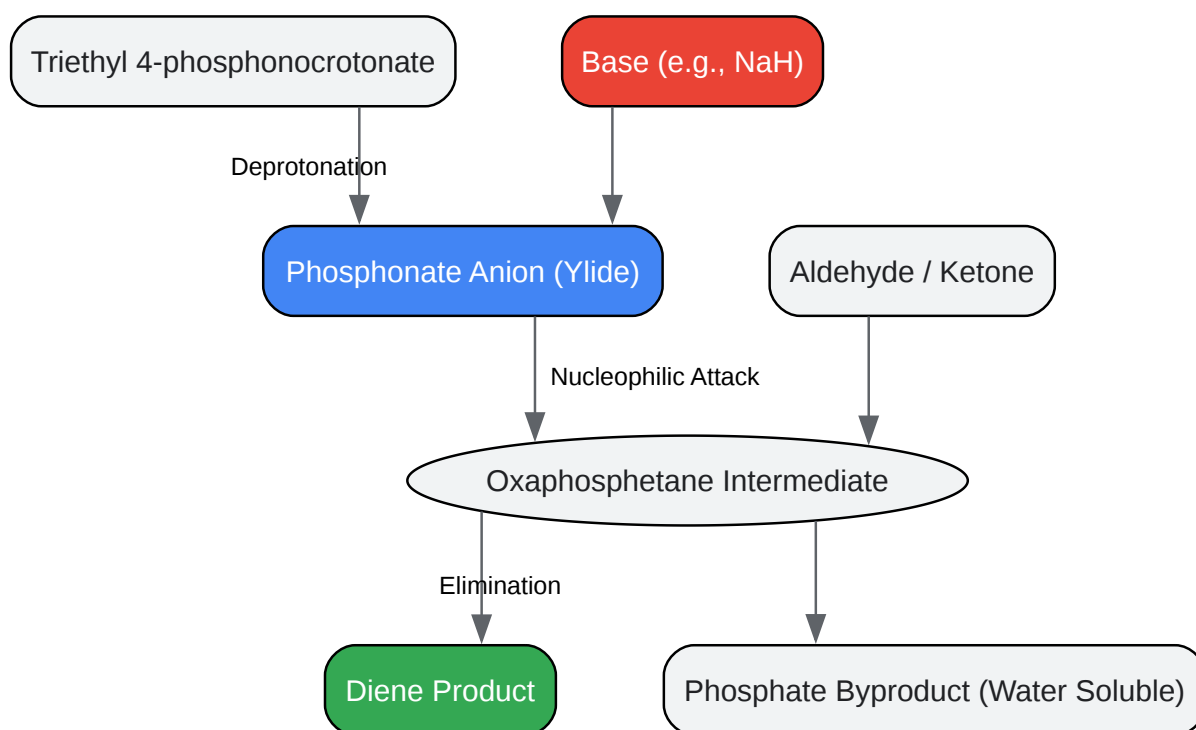 Triethyl 4-phosphonocrotonate
Base (e.g., NaH)
Deprotonation
Phosphonate Anion (Ylide)
Aldehyde / Ketone
Nucleophilic Attack
Oxaphosphetane Intermediate
Elimination
Diene Product
Phosphate Byproduct (Water Soluble)